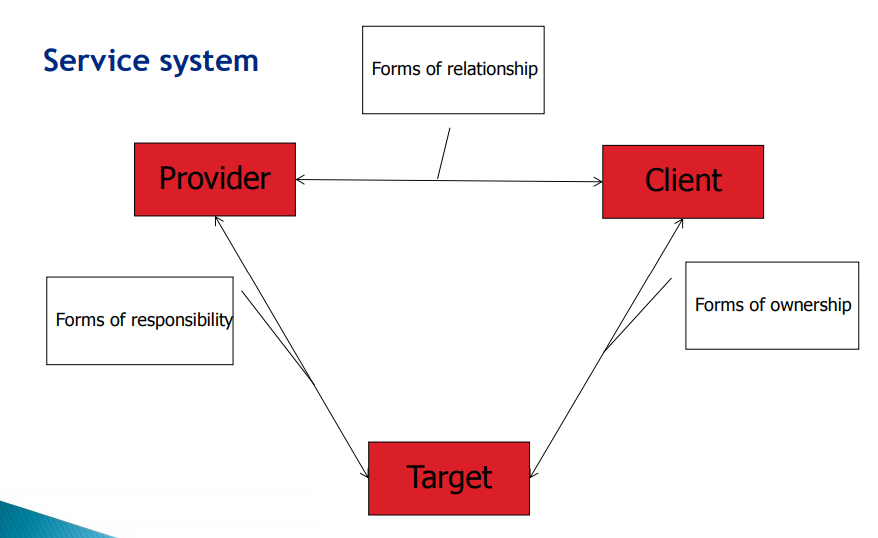 Service system
Forms of relationship
Provider
Client
Forms of responsibility
Forms of ownership
Target